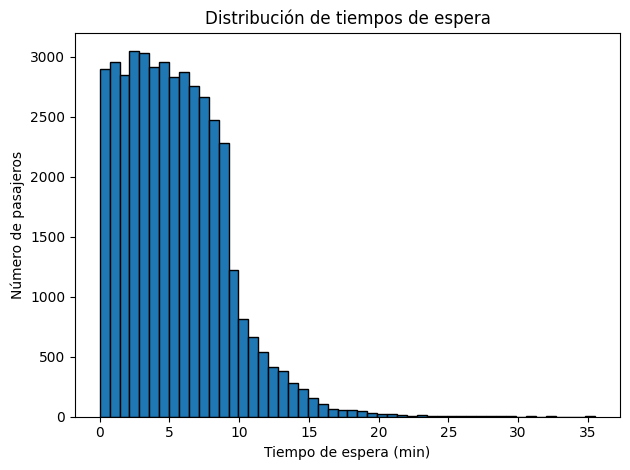 Distribución de tiempos de espera
3000
2500
2000
1500
1000
500
0
Número de pasajeros
0 5 10 15 20 25 30 35
Tiempo de espera (min)